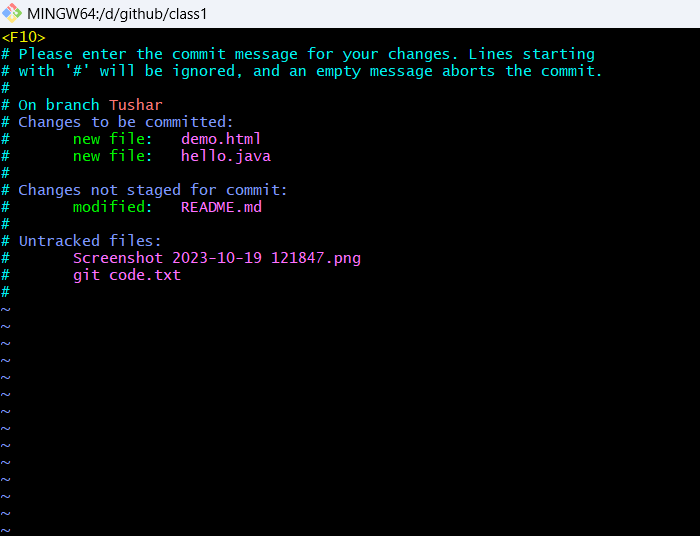 MINGW64:/d/github/class1
<F10>
# Please enter the commit message for your changes. Lines starting
# with '#' will be ignored, and an empty message aborts the commit.
#
# On branch Tushar
# Changes to be committed:
#       new file:   demo.html
#       new file:   hello.java
#
# Changes not staged for commit:
#       modified:   README.md
#
# Untracked files:
#       Screenshot 2023-10-19 121847.png
#       git code.txt
#
~
~
~
~
~
~
~
~
~
~
~
~
~
~